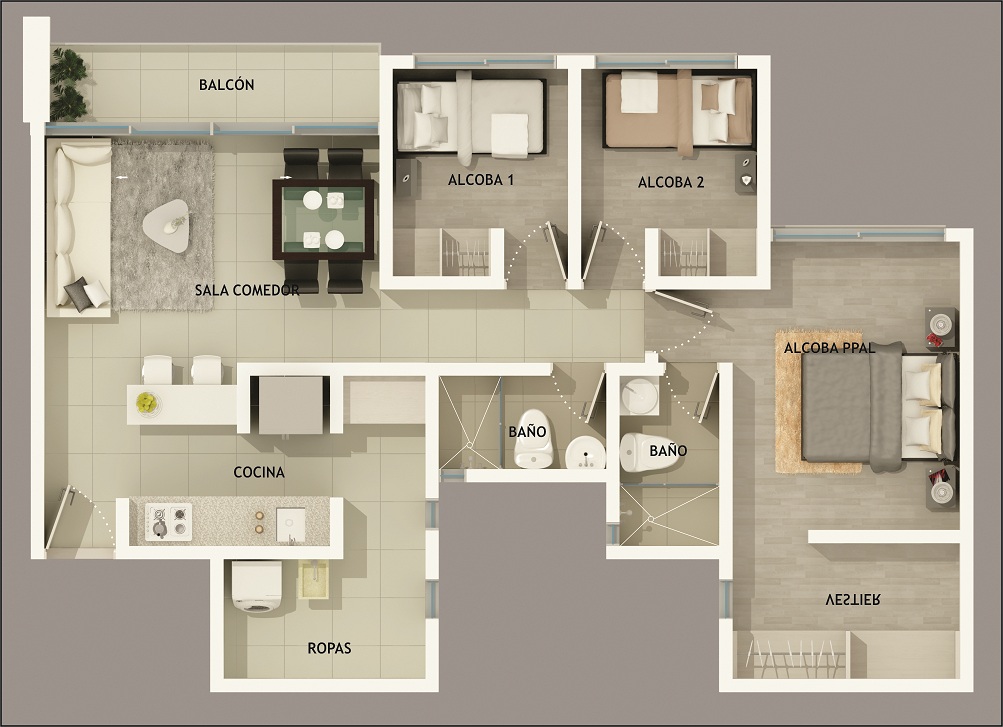 BALCÓN
ALCOBA 1
ALCOBA 2
SALA COMEDOR
ALCOBA PPAL
BAÑO
BAÑO
COCINA
VESTIER
ROPAS